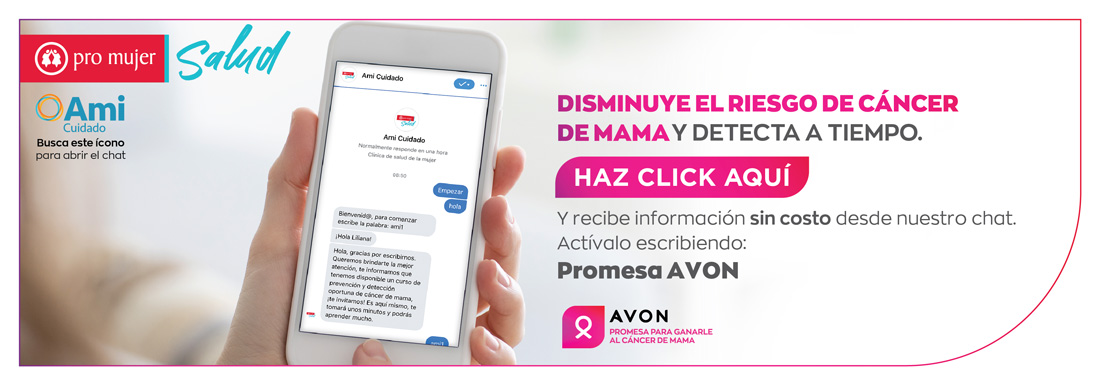 pro mujer
Salud
Ami
Cuidado
Busca este ícono
para abrir el chat
Ami Cuidado
Ami Cuidado
Normalmente responde en una hora
Clínica de salud de la mujer
Empezar
hola
Bienvenid@, para comenzar
escribe la palabra: ami1
¡Hola Liliana!
Hola, gracias por escribirnos.
Queremos brindarte la mejor
atención, te informamos que
tenemos disponible un curso de
prevención y detección
oportuna de cáncer de mama,
¡te invitamos! Es aquí mismo, te
tomará unos minutos y podrás
aprender mucho.
DISMINUYE EL RIESGO DE CÁNCER
DE MAMA Y DETECTA A TIEMPO.
HAZ CLICK AQUÍ
Y recibe información sin costo desde nuestro chat.
Actívalo escribiendo:
Promesa AVON
AVON
PROMESA PARA GANARLE
AL CÁNCER DE MAMA